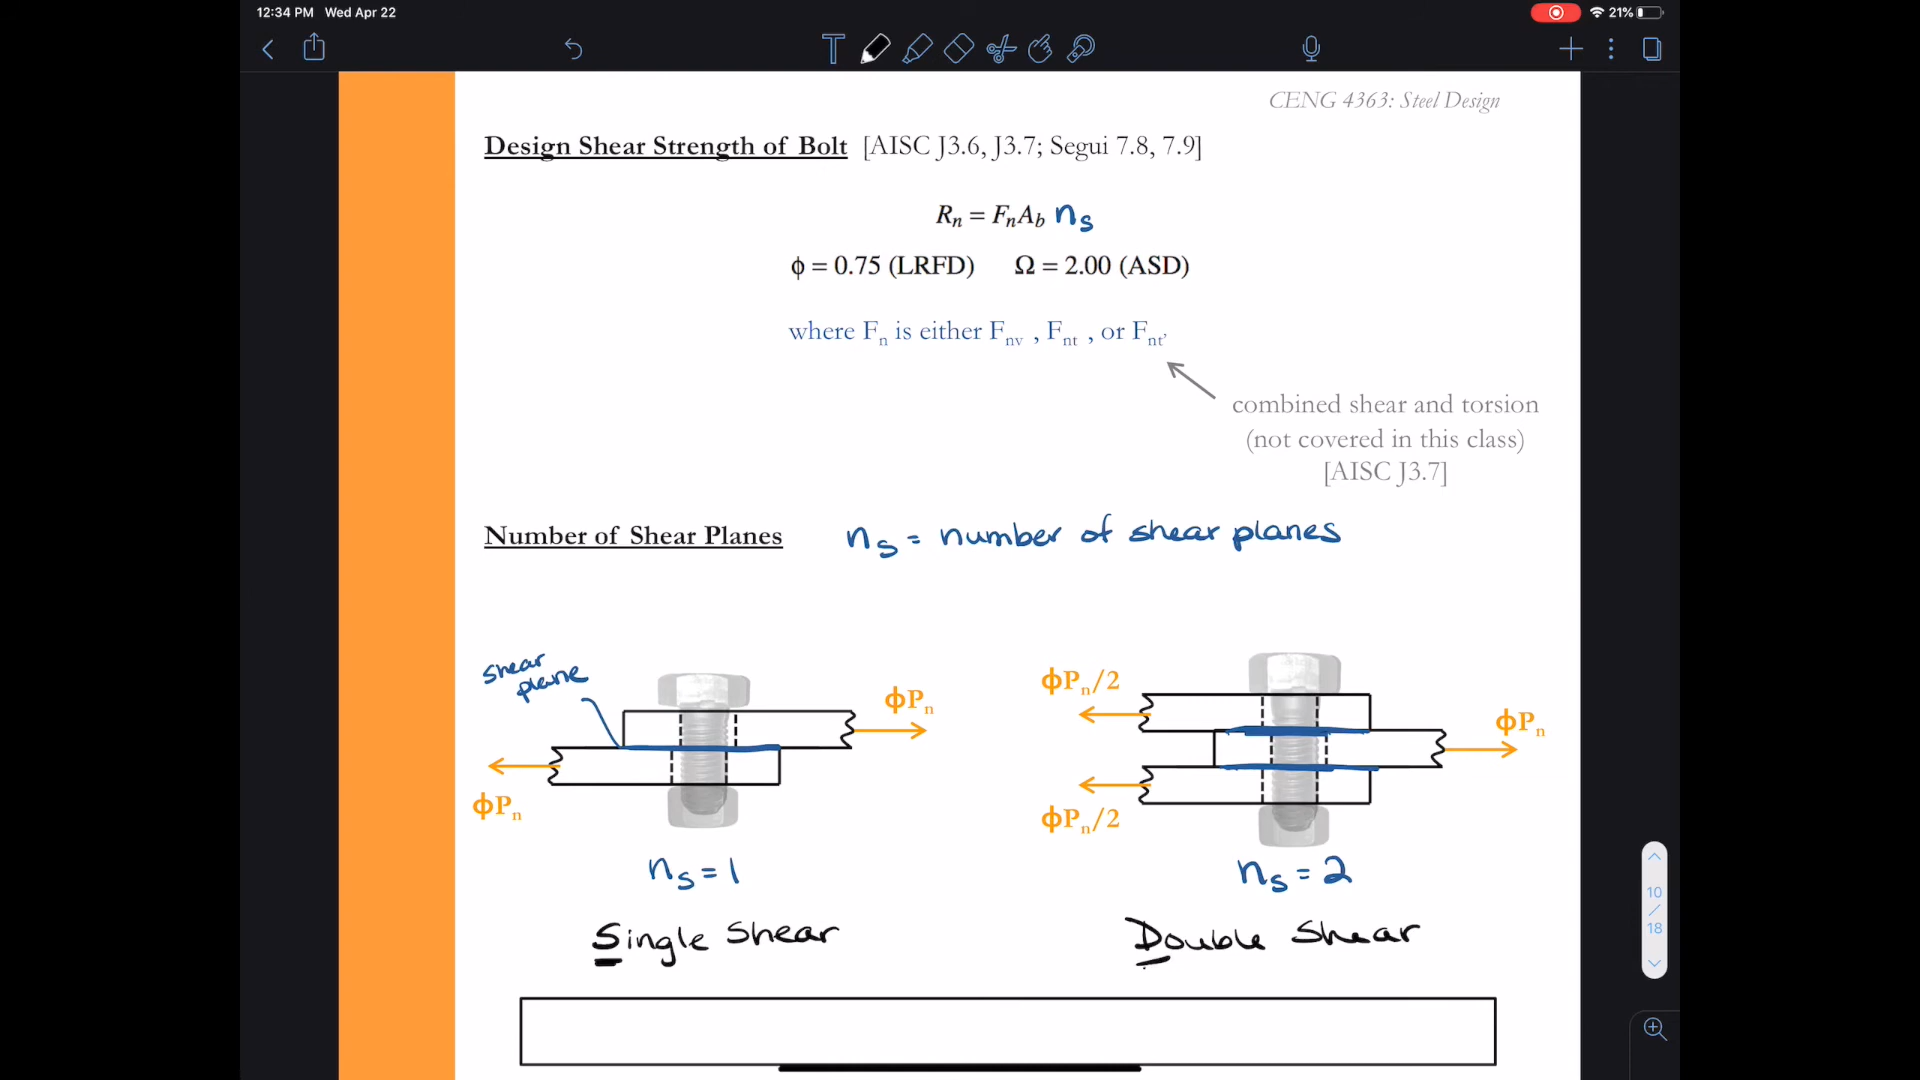 12:34 PM Wed Apr 22
21%
CENG 4363: Steel Design
Design Shear Strength of Bolt [AISC J3.6, J3.7; Segui 7.8, 7.9]
Rn = FnAb ns
ϕ = 0.75 (LRFD) Ω = 2.00 (ASD)
where Fn is either Fnv , Fnt , or Fnt'
combined shear and torsion
(not covered in this class)
[AISC J3.7]
Number of Shear Planes ns = number of shear planes
shear
plane
ϕPn
ϕPn
ϕPn/2
ϕPn
ϕPn/2
ns = 1
ns = 2
Single Shear
Double Shear
10
/
18